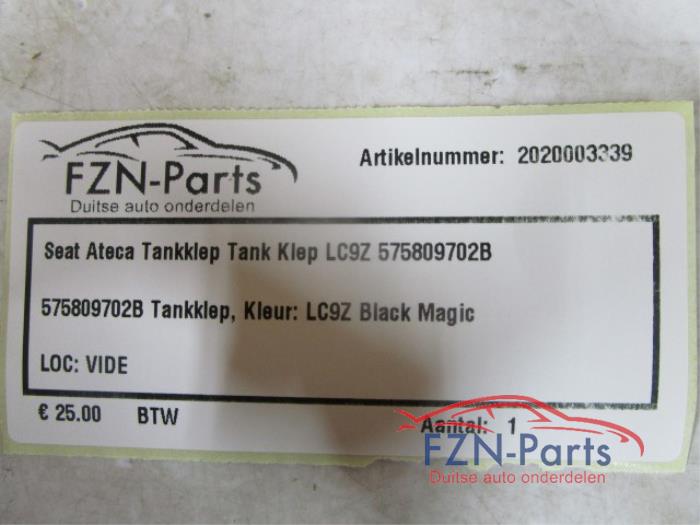 FZN-Parts
Duitse auto onderdelen
Artikelnummer: 2020003339
Seat Ateca Tankklep Tank Klep LC9Z 575809702B
575809702B Tankklep, Kleur: LC9Z Black Magic
LOC: VIDE
€ 25.00 BTW
Aantal: 1
FZN-Parts
Duitse auto onderdelen